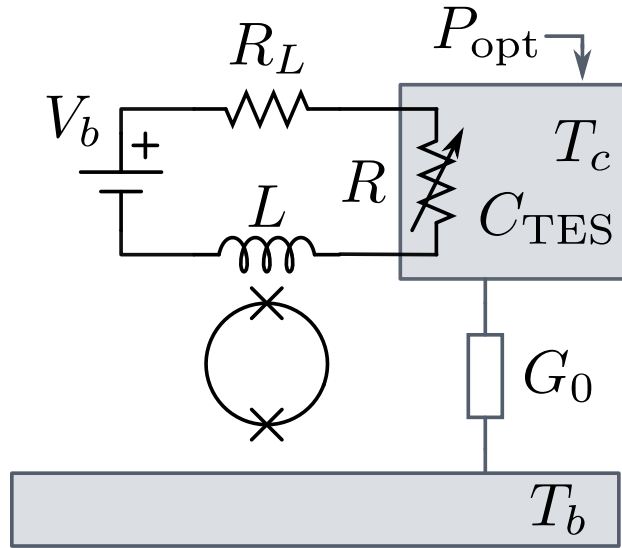 P_opt
R_L
V_b
+
T_c
R
C_TES
L
G_0
T_b